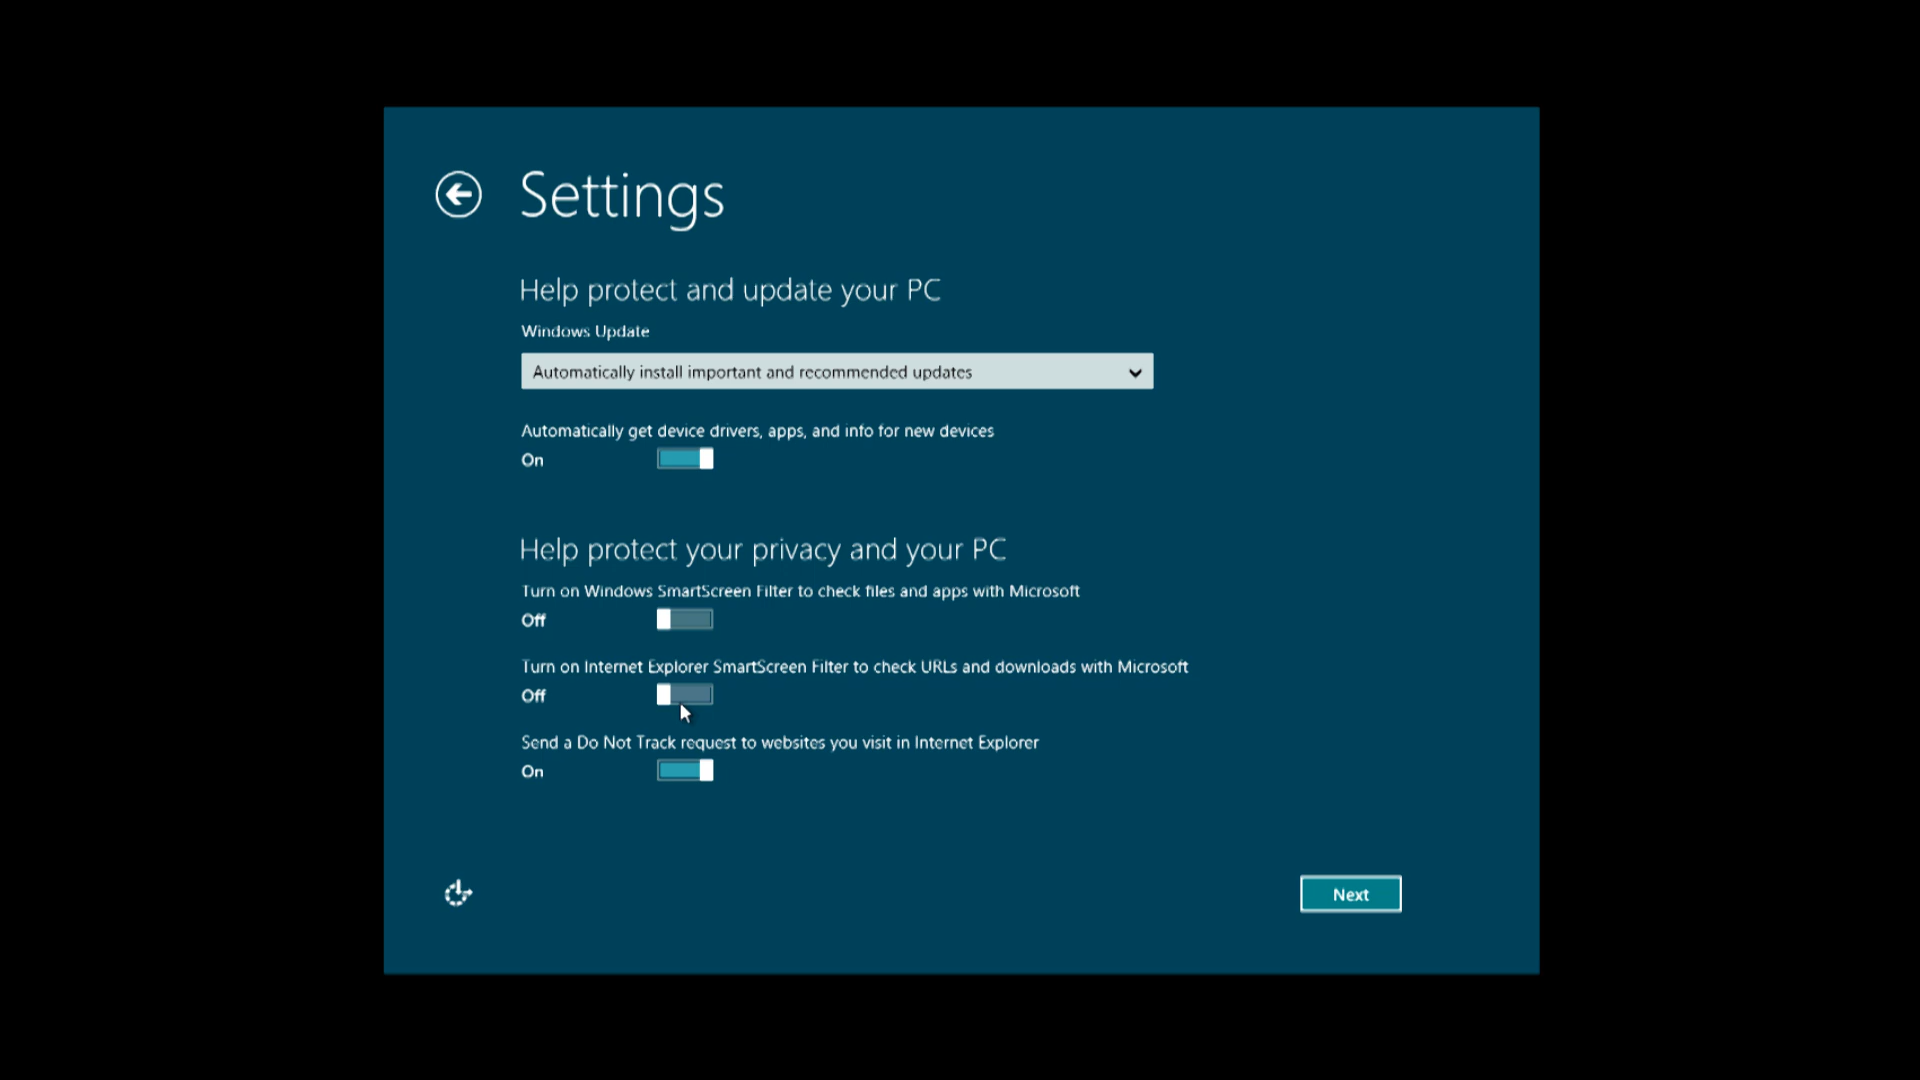 Settings
Help protect and update your PC
Windows Update
Automatically install important and recommended updates
Automatically get device drivers, apps, and info for new devices
On
Help protect your privacy and your PC
Turn on Windows SmartScreen Filter to check files and apps with Microsoft
Off
Turn on Internet Explorer SmartScreen Filter to check URLs and downloads with Microsoft
Off
Send a Do Not Track request to websites you visit in Internet Explorer
On
Next